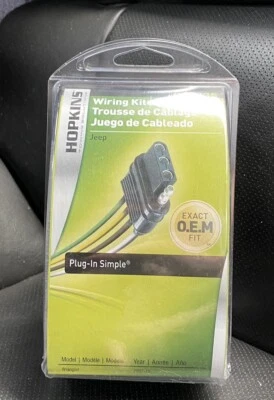 HOPKINS
Wiring Kit
Trousse de Câblage
Juego de Cableado
Jeep
EXACT
O.E.M
FIT
Plug-In Simple®
Model | Modèle | Modelo
Year | Année | Año
Wrangler